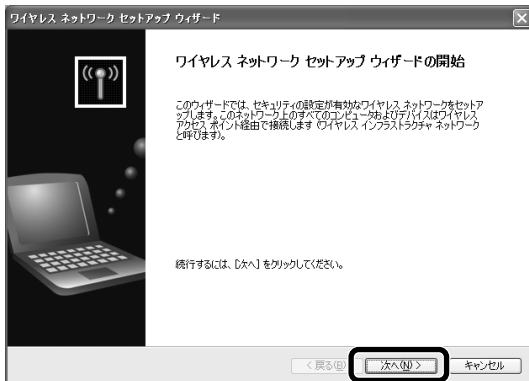 ワイヤレス ネットワーク セットアップ ウィザード
ワイヤレス ネットワーク セットアップ ウィザードの開始
このウィザードでは、セキュリティの設定が有効なワイヤレス ネットワークをセットア
ップします。このネットワーク上のすべてのコンピュータおよびデバイスはワイヤレス
アクセス ポイント経由で接続します (ワイヤレス インフラストラクチャ ネットワーク
と呼びます)。
続行するには、[次へ] をクリックしてください。
< 戻る(B) 次へ(N) > キャンセル